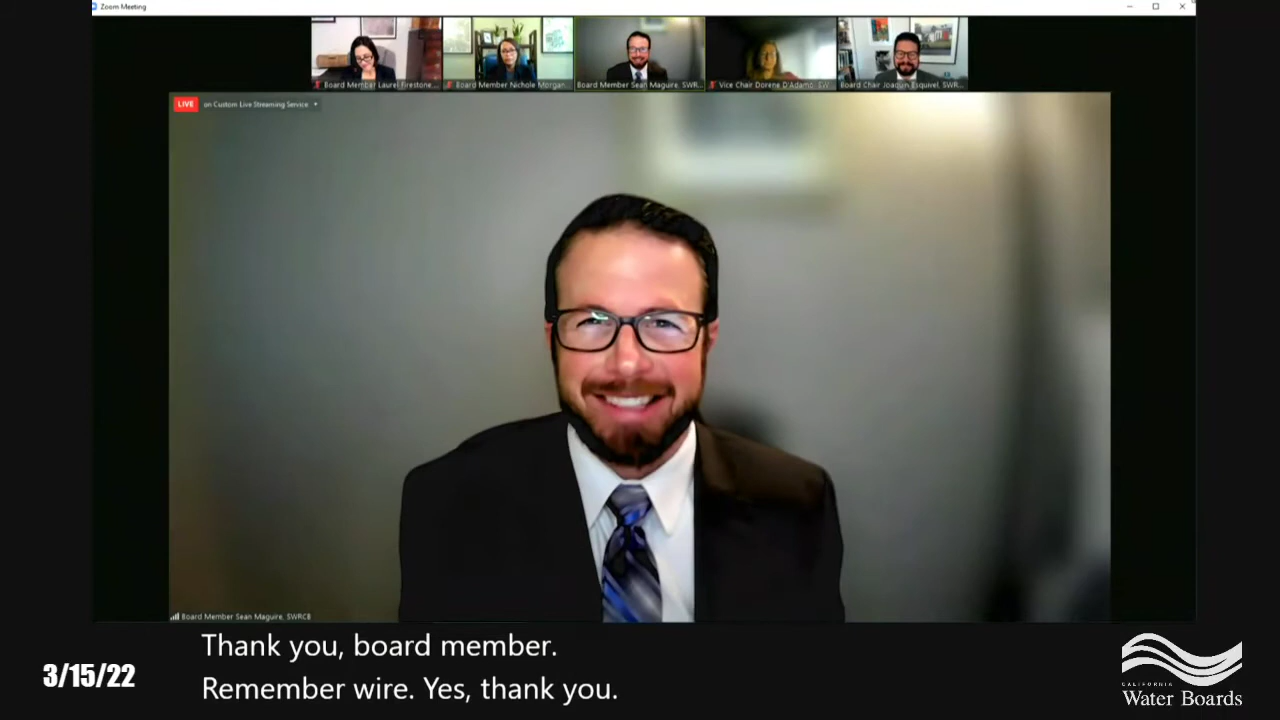 Zoom Meeting
Board Member Laurel Firestone...
Board Member Nichole Morgan...
Board Member Sean Maguire, SWR...
Vice Chair Dorene D'Adamo, SW...
Board Chair Joaquin Esquivel, SWR...
LIVE on Custom Live Streaming Service
Board Member Sean Maguire, SWRCB
Thank you, board member.
Remember wire. Yes, thank you.
3/15/22
CALIFORNIA
Water Boards